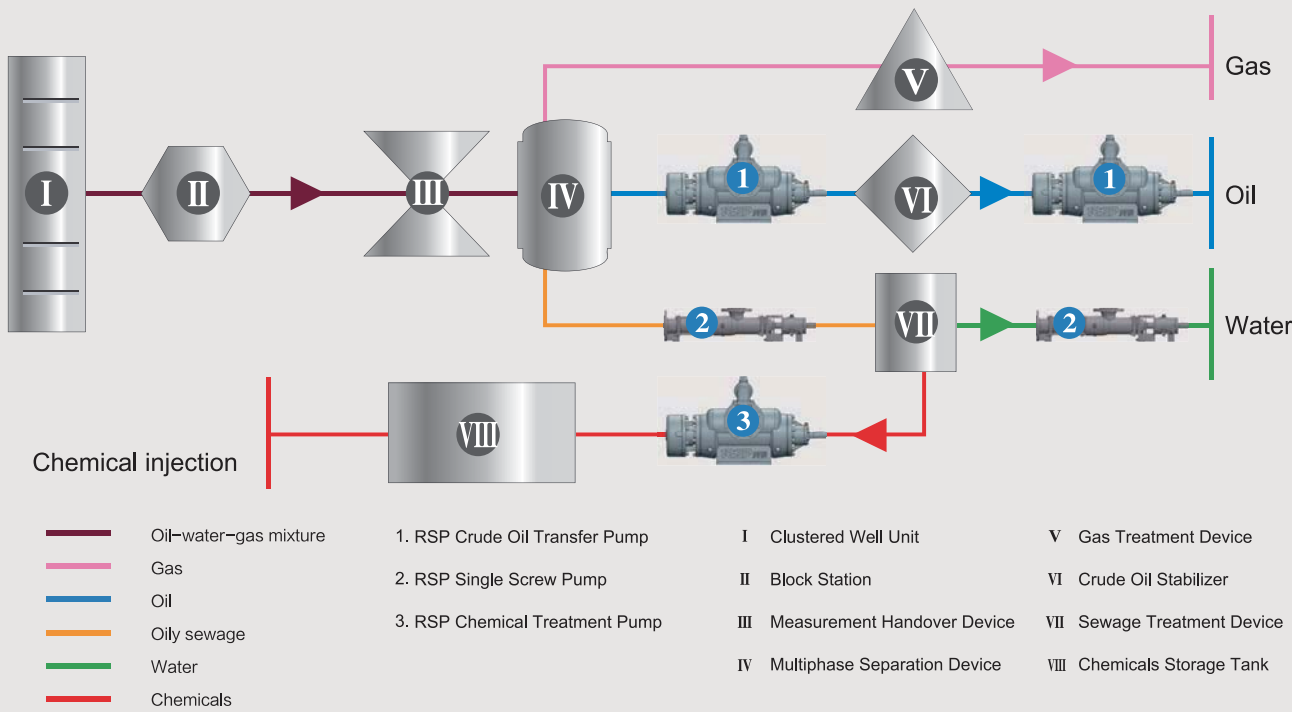 V
Gas
1
1
I
II
III
IV
VI
Oil
2
VII
2
Water
3
VIII
Chemical injection
Oil-water-gas mixture
Gas
Oil
Oily sewage
Water
Chemicals
1. RSP Crude Oil Transfer Pump
2. RSP Single Screw Pump
3. RSP Chemical Treatment Pump
I Clustered Well Unit
II Block Station
III Measurement Handover Device
IV Multiphase Separation Device
V Gas Treatment Device
VI Crude Oil Stabilizer
VII Sewage Treatment Device
VIII Chemicals Storage Tank